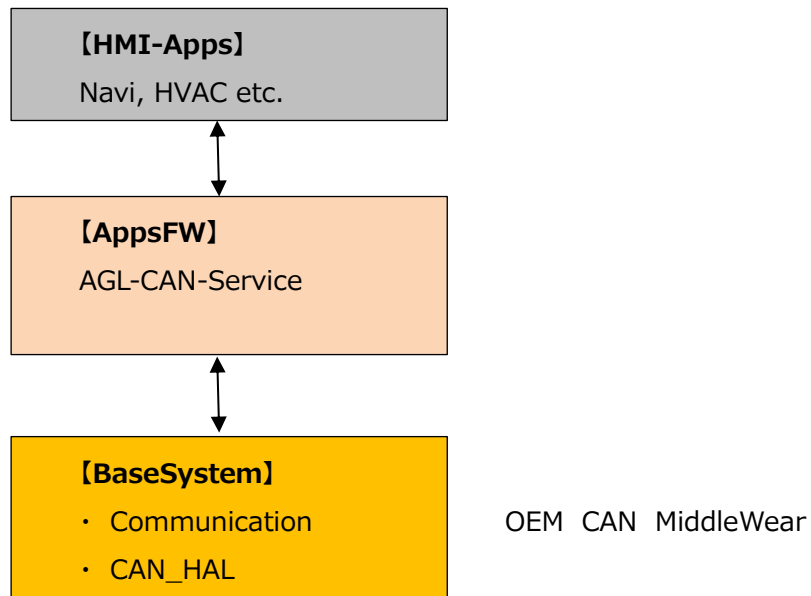 【HMI-Apps】
Navi, HVAC etc.
【AppsFW】
AGL-CAN-Service
【BaseSystem】
・ Communication
OEM CAN MiddleWear
・ CAN_HAL